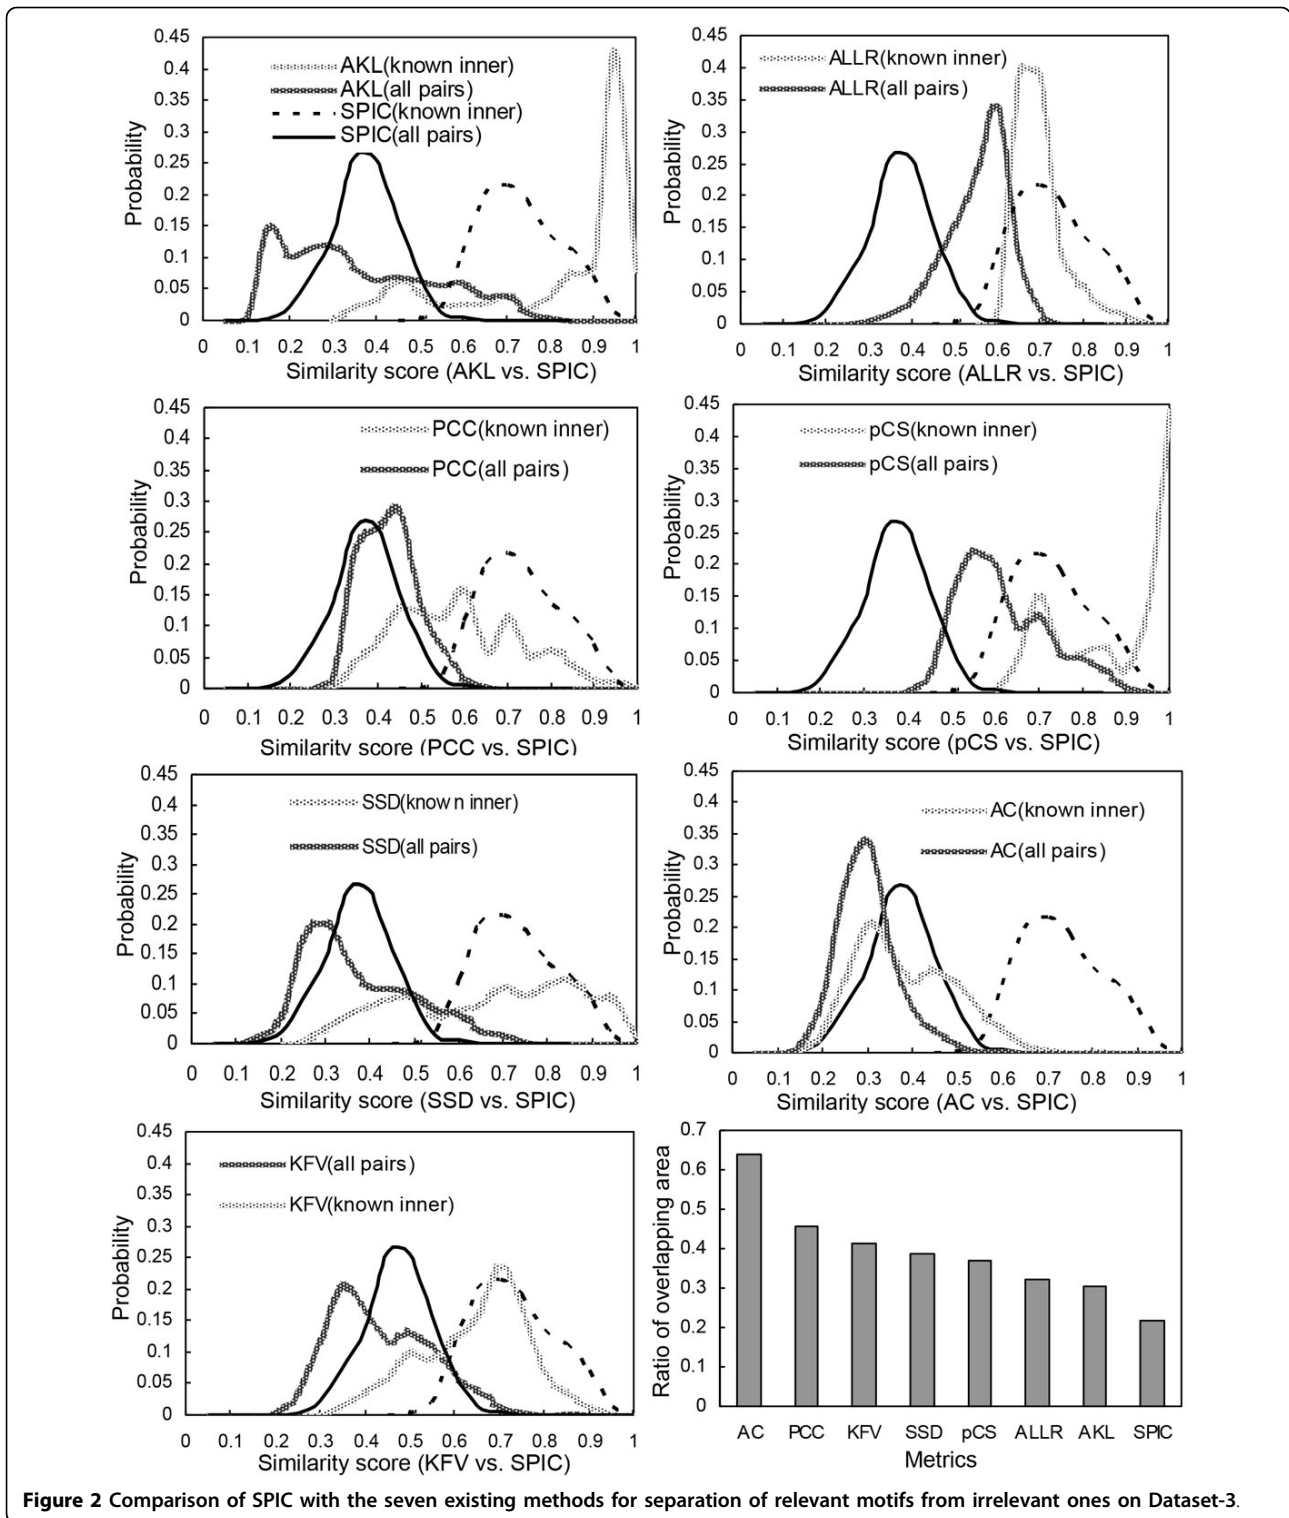 0.45
0.4
0.35
0.3
0.25
0.2
0.15
0.1
0.05
0
Probability
AKL(known inner)
AKL(all pairs)
SPIC(known inner)
SPIC(all pairs)
0 0.1 0.2 0.3 0.4 0.5 0.6 0.7 0.8 0.9 1
Similarity score (AKL vs. SPIC)
0.45
0.4
0.35
0.3
0.25
0.2
0.15
0.1
0.05
0
Probability
ALLR(known inner)
ALLR(all pairs)
0 0.1 0.2 0.3 0.4 0.5 0.6 0.7 0.8 0.9 1
Similarity score (ALLR vs. SPIC)
0.45
0.4
0.35
0.3
0.25
0.2
0.15
0.1
0.05
0
Probability
PCC(known inner)
PCC(all pairs)
0 0.1 0.2 0.3 0.4 0.5 0.6 0.7 0.8 0.9 1
Similarity score (PCC vs. SPIC)
0.45
0.4
0.35
0.3
0.25
0.2
0.15
0.1
0.05
0
Probability
pCS(known inner)
pCS(all pairs)
0 0.1 0.2 0.3 0.4 0.5 0.6 0.7 0.8 0.9 1
Similarity score (pCS vs. SPIC)
0.45
0.4
0.35
0.3
0.25
0.2
0.15
0.1
0.05
0
Probability
SSD(known inner)
SSD(all pairs)
0 0.1 0.2 0.3 0.4 0.5 0.6 0.7 0.8 0.9 1
Similarity score (SSD vs. SPIC)
0.45
0.4
0.35
0.3
0.25
0.2
0.15
0.1
0.05
0
Probability
AC(known inner)
AC(all pairs)
0 0.1 0.2 0.3 0.4 0.5 0.6 0.7 0.8 0.9 1
Similarity score (AC vs. SPIC)
0.45
0.4
0.35
0.3
0.25
0.2
0.15
0.1
0.05
0
Probability
KFV(all pairs)
KFV(known inner)
0 0.1 0.2 0.3 0.4 0.5 0.6 0.7 0.8 0.9 1
Similarity score (KFV vs. SPIC)
0.7
0.6
0.5
0.4
0.3
0.2
0.1
0
Ratio of overlapping area
AC PCC KFV SSD pCS ALLR AKL SPIC
Metrics
Figure 2 Comparison of SPIC with the seven existing methods for separation of relevant motifs from irrelevant ones on Dataset-3.